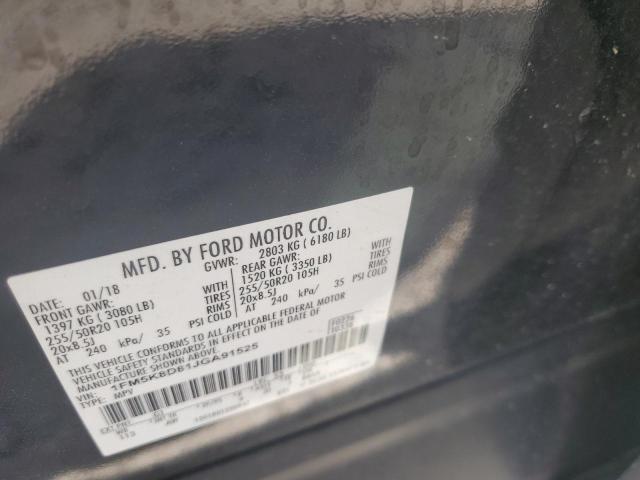 MFD. BY FORD MOTOR CO.
DATE: 01/18 GVWR: 2803 KG ( 6180 LB)
FRONT GAWR: REAR GAWR:
1397 KG ( 3080 LB) WITH 1520 KG ( 3350 LB) WITH
255/50R20 105H TIRES 255/50R20 105H TIRES
20x8.5J RIMS 20x8.5J RIMS
AT 240 kPa/ 35 PSI COLD AT 240 kPa/ 35 PSI COLD
THIS VEHICLE CONFORMS TO ALL APPLICABLE FEDERAL MOTOR
VEHICLE SAFETY STANDARDS IN EFFECT ON THE DATE OF
MANUFACTURE SHOWN ABOVE.
VIN: 1FM5K8D81JGA91525
TYPE: MPV
EXT PNT:
113